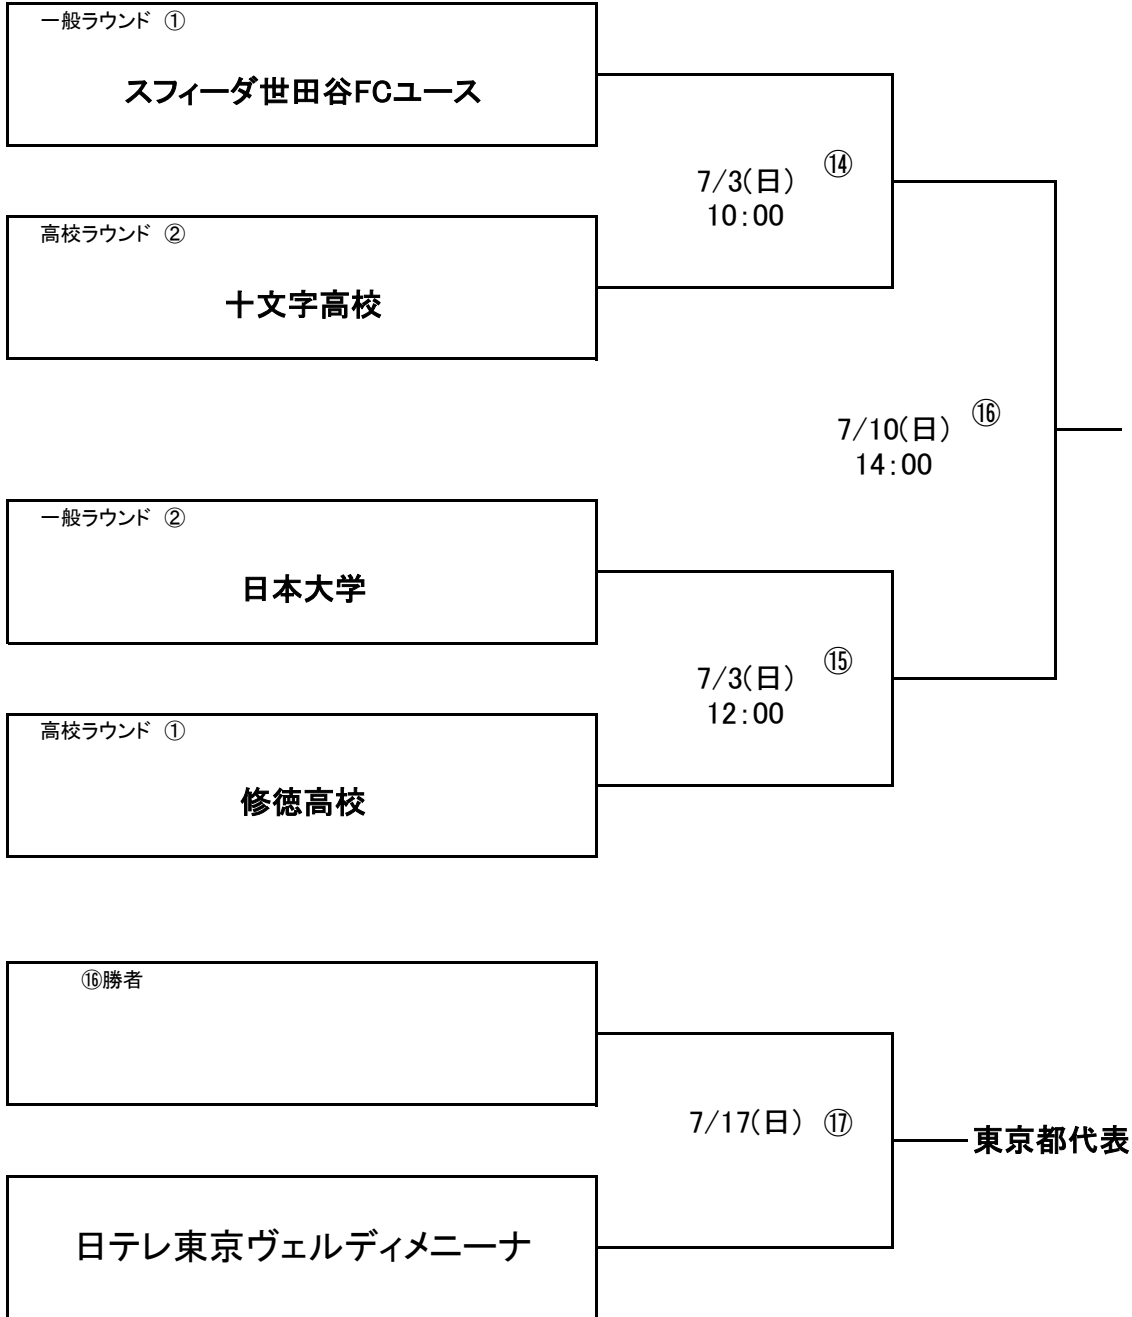 一般ラウンド ①
スフィーダ世田谷FCユース
7/3(日) ⑭
10:00
高校ラウンド ②
十文字高校
7/10(日) ⑯
14:00
一般ラウンド ②
日本大学
7/3(日) ⑮
12:00
高校ラウンド ①
修徳高校
⑯勝者
7/17(日) ⑰
東京都代表
日テレ東京ヴェルディメニーナ